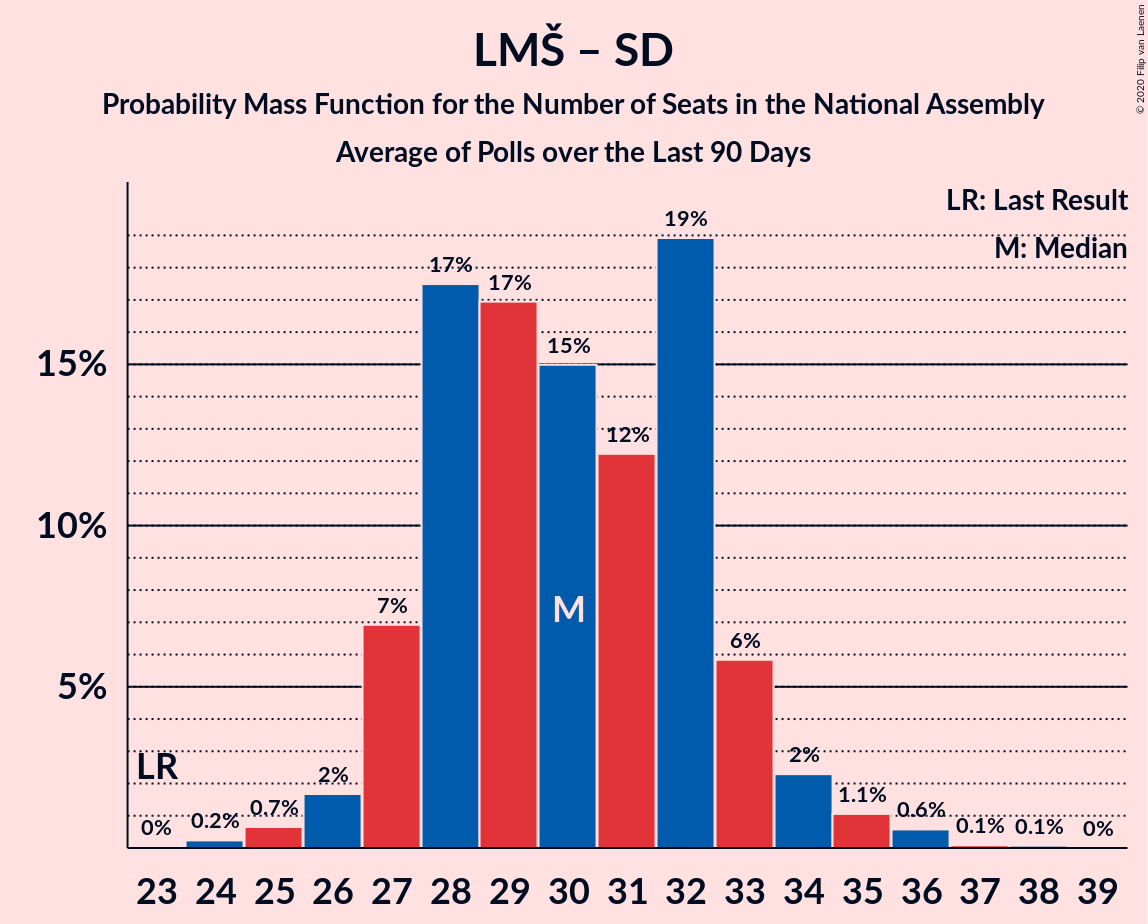 LMŠ – SD
Probability Mass Function for the Number of Seats in the National Assembly
Average of Polls over the Last 90 Days
© 2020 Filip van Laenen
LR: Last Result
M: Median
19%
17%
17%
15%
15%
12%
10%
M
7%
6%
5%
LR
2%
2%
0.7%
1.1%
0%
0.2%
0.6%
0.1%
0.1%
0%
23 24 25 26 27 28 29 30 31 32 33 34 35 36 37 38 39